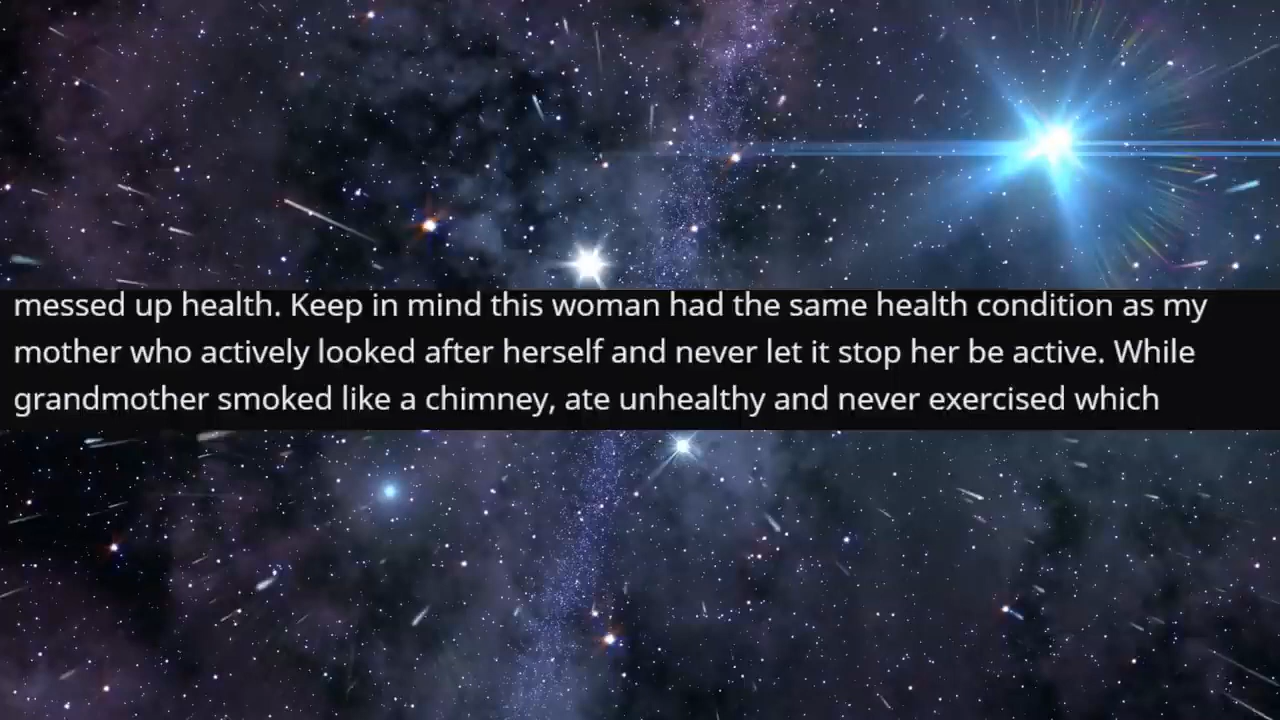 messed up health. Keep in mind this woman had the same health condition as my
mother who actively looked after herself and never let it stop her be active. While
grandmother smoked like a chimney, ate unhealthy and never exercised which